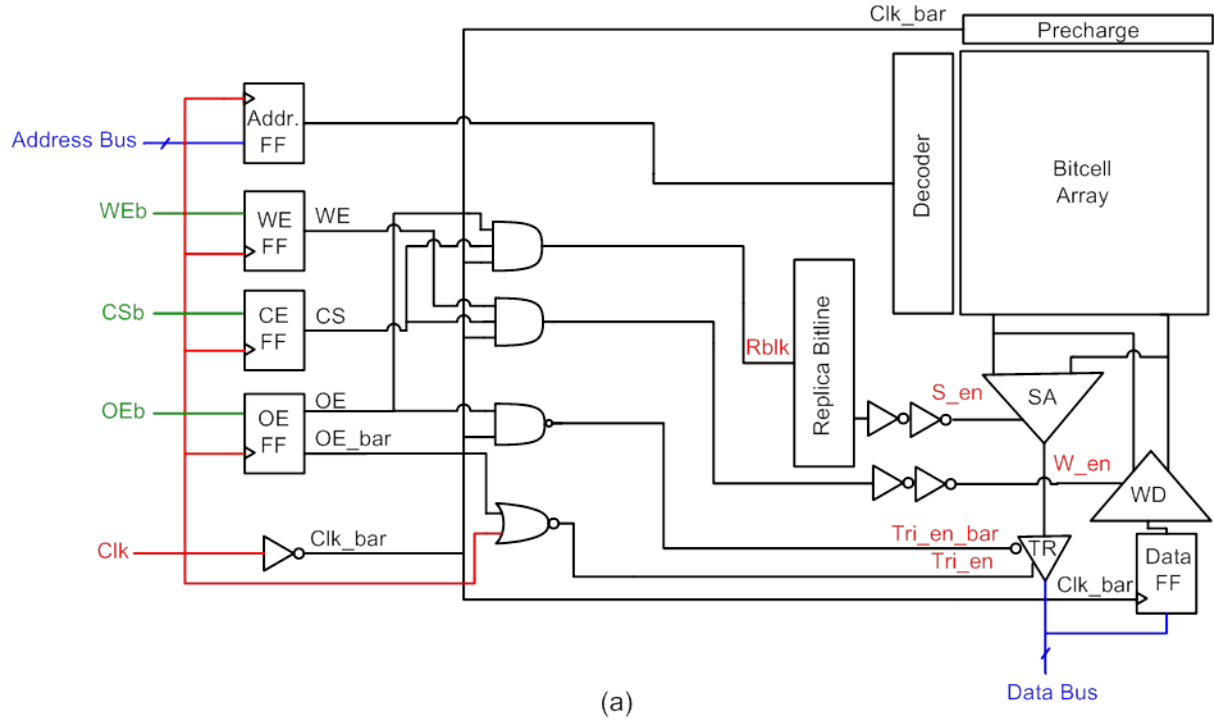 Clk_bar
Precharge
Address Bus
Addr.
FF
Decoder
Bitcell
Array
WEb
WE
FF
WE
CSb
CE
FF
CS
Rblk
Replica Bitline
OEb
OE
FF
OE
OE_bar
S_en
SA
W_en
WD
Clk
Clk_bar
Tri_en_bar
Tri_en
TR
Clk_bar
Data
FF
Data Bus
(a)